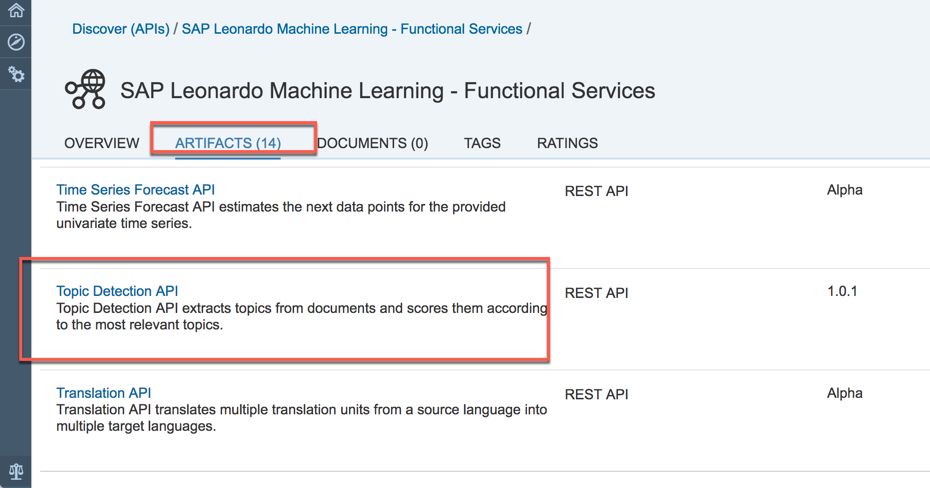 Discover (APIs) / SAP Leonardo Machine Learning - Functional Services /
SAP Leonardo Machine Learning - Functional Services
OVERVIEW ARTIFACTS (14) DOCUMENTS (0) TAGS RATINGS
Time Series Forecast API REST API Alpha
Time Series Forecast API estimates the next data points for the provided
univariate time series.
Topic Detection API REST API 1.0.1
Topic Detection API extracts topics from documents and scores them according
to the most relevant topics.
Translation API REST API Alpha
Translation API translates multiple translation units from a source language into
multiple target languages.